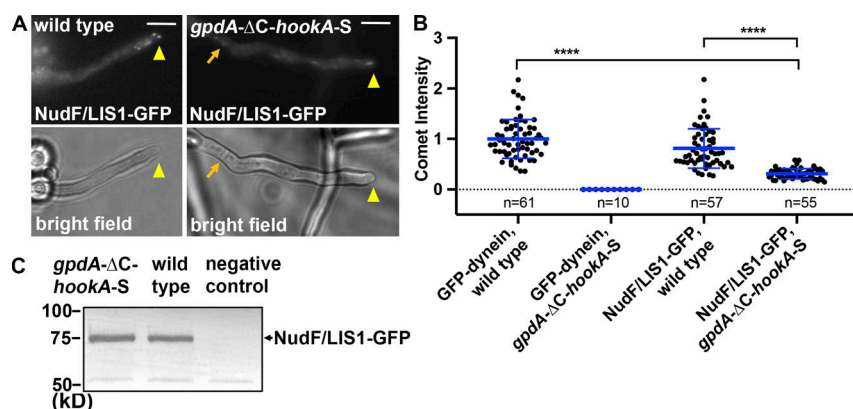 A
wild type
gpdA-ΔC-hookA-S
NudF/LIS1-GFP
NudF/LIS1-GFP
bright field
bright field
B
Comet Intensity
3
2
1
0
****
****
n=61
n=10
n=57
n=55
GFP-dynein,
wild type
GFP-dynein,
gpdA-ΔC-hookA-S
NudF/LIS1-GFP,
wild type
NudF/LIS1-GFP,
gpdA-ΔC-hookA-S
C
gpdA-ΔC-
hookA-S
wild
type
negative
control
100-
75-
50-
(kD)
NudF/LIS1-GFP